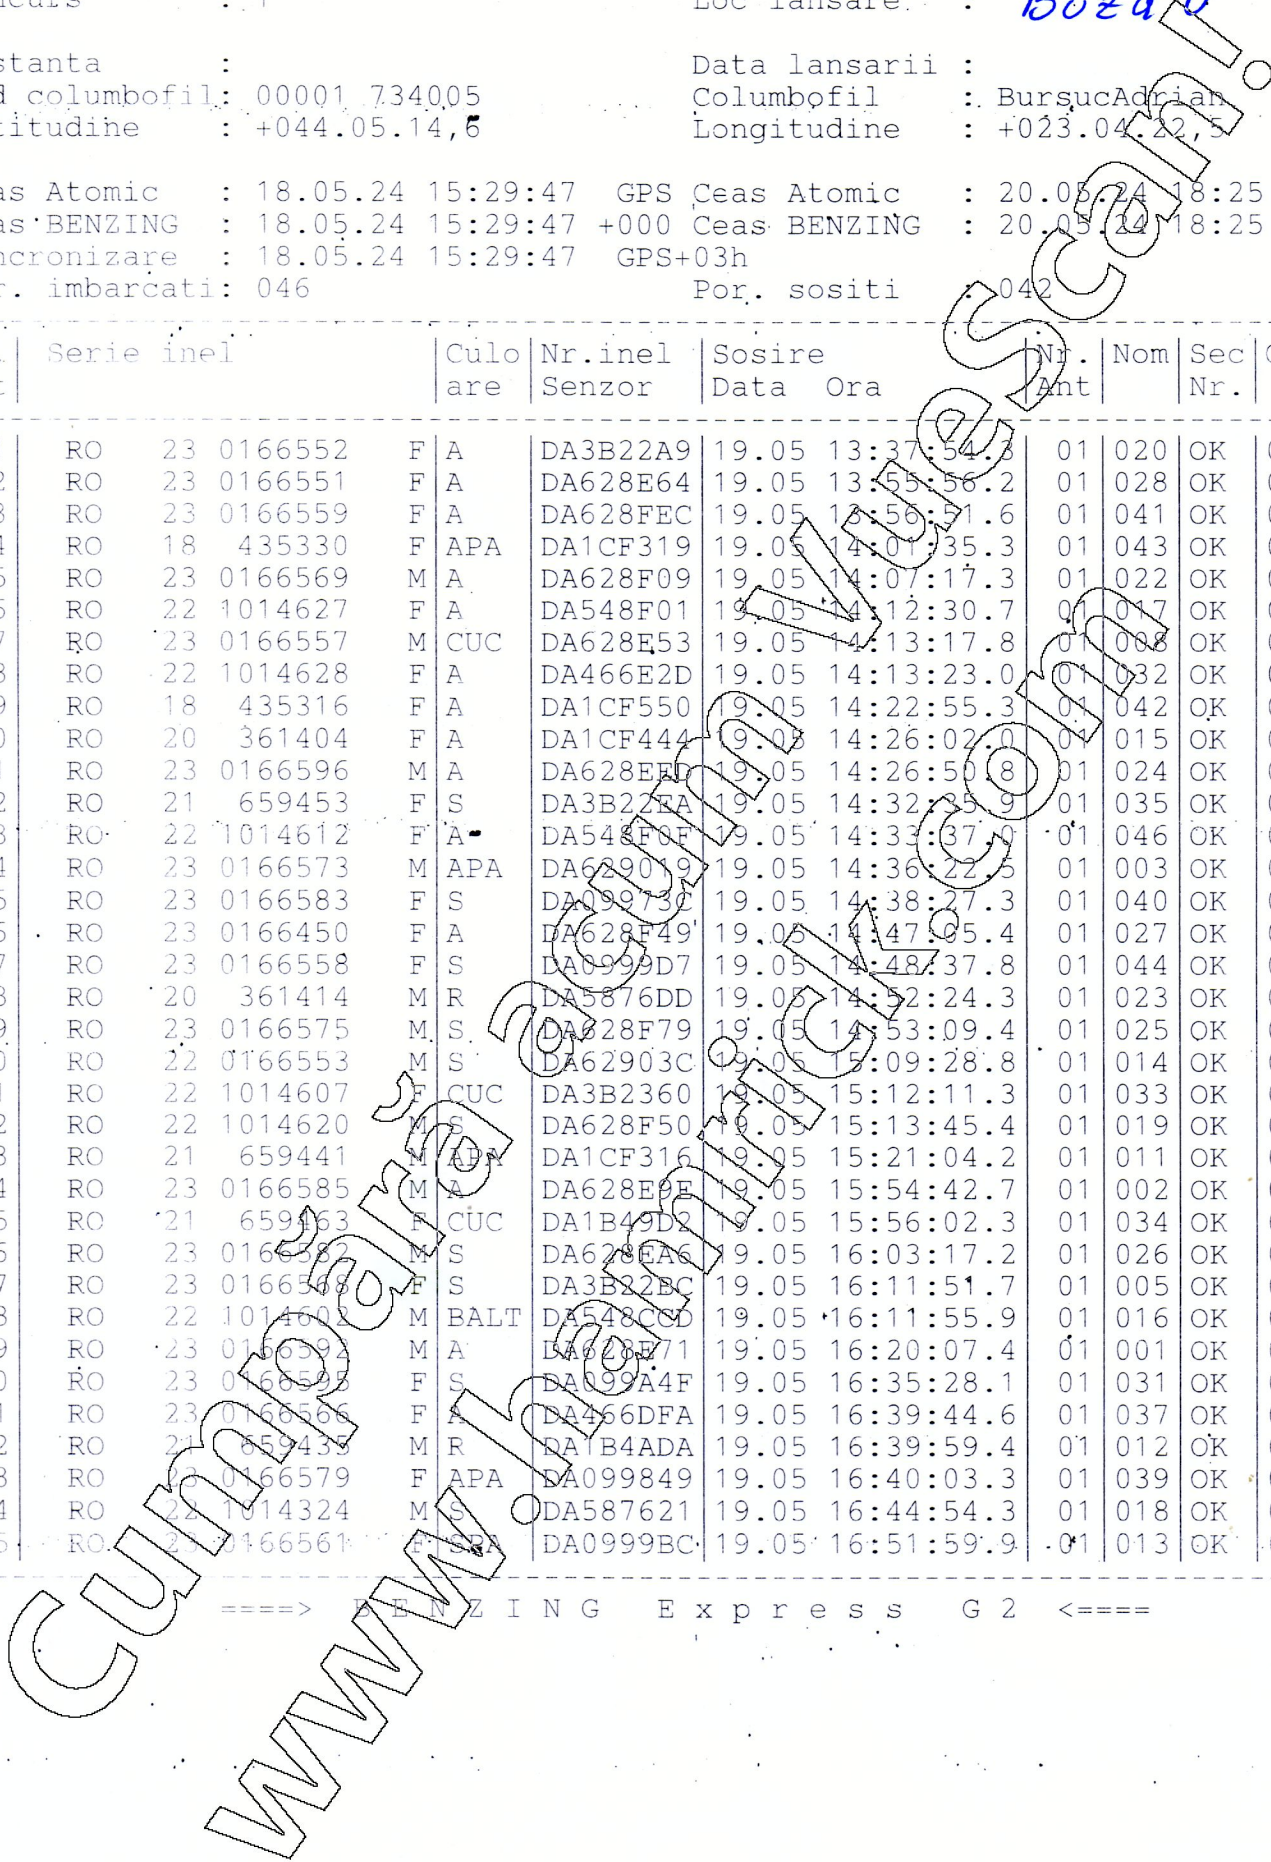 : 1 Loc lansare :
stanta : Data lansarii :
columbofil: 00001 734005 Columbofil : BursucAdrian
titudine : +044.05.14,6 Longitudine : +023.04.22,5
as Atomic : 18.05.24 15:29:47 GPS Ceas Atomic : 20.05.24 18:25
as BENZING : 18.05.24 15:29:47 +000 Ceas BENZING : 20.05.24 18:25
ncronizare : 18.05.24 15:29:47 GPS+03h
r. imbarcati: 046 Por. sositi : 042
Serie inel |Culo|Nr.inel |Sosire |Nr.|Nom|Sec|
|are |Senzor |Data Ora |Ant| |Nr.|
RO 23 0166552 F|A |DA3B22A9|19.05 13:37:54.3| 01|020|OK |
RO 23 0166551 F|A |DA628E64|19.05 13:55:56.2| 01|028|OK |
RO 23 0166559 F|A |DA628FEC|19.05 13:56:51.6| 01|041|OK |
RO 18 435330 F|APA |DA1CF319|19.05 14:01:35.3| 01|043|OK |
RO 23 0166569 M|A |DA628F09|19.05 14:07:17.3| 01|022|OK |
RO 22 1014627 F|A |DA548F01|19.05 14:12:30.7| 01|017|OK |
RO 23 0166557 M|CUC |DA628E53|19.05 14:13:17.8| 01|008|OK |
RO 22 1014628 F|A |DA466E2D|19.05 14:13:23.0| 01|032|OK |
RO 18 435316 F|A |DA1CF550|19.05 14:22:55.3| 01|042|OK |
RO 20 361404 F|A |DA1CF444|19.05 14:26:02.0| 01|015|OK |
RO 23 0166596 M|A |DA628EED|19.05 14:26:50.8| 01|024|OK |
RO 21 659453 F|S |DA3B22EA|19.05 14:32:35.9| 01|035|OK |
RO 22 1014612 F|A |DA548F0F|19.05 14:33:37.0| 01|046|OK |
RO 23 0166573 M|APA |DA629019|19.05 14:36:22.5| 01|003|OK |
RO 23 0166583 F|S |DA09973C|19.05 14:38:27.3| 01|040|OK |
RO 23 0166450 F|A |DA628F49|19.05 14:47:05.4| 01|027|OK |
RO 23 0166558 F|S |DA0999D7|19.05 14:48:37.8| 01|044|OK |
RO 20 361414 M|R |DA5876DD|19.05 14:52:24.3| 01|023|OK |
RO 23 0166575 M|S |DA628F79|19.05 14:53:09.4| 01|025|OK |
RO 22 0166553 M|S |DA62903C|19.05 15:09:28.8| 01|014|OK |
RO 22 1014607 F|CUC |DA3B2360|19.05 15:12:11.3| 01|033|OK |
RO 22 1014620 M|S |DA628F50|19.05 15:13:45.4| 01|019|OK |
RO 21 659441 M|APA |DA1CF316|19.05 15:21:04.2| 01|011|OK |
RO 23 0166585 M|A |DA628E9E|19.05 15:54:42.7| 01|002|OK |
RO 21 659463 F|CUC |DA1B49D2|19.05 15:56:02.3| 01|034|OK |
RO 23 0166582 M|S |DA628EA6|19.05 16:03:17.2| 01|026|OK |
RO 23 0166568 F|S |DA3B22BC|19.05 16:11:51.7| 01|005|OK |
RO 22 1014602 M|BALT|DA548CCD|19.05 16:11:55.9| 01|016|OK |
RO 23 0166592 M|A |DA628E71|19.05 16:20:07.4| 01|001|OK |
RO 23 0166595 F|S |DA099A4F|19.05 16:35:28.1| 01|031|OK |
RO 23 0166566 F|A |DA466DFA|19.05 16:39:44.6| 01|037|OK |
RO 21 659435 M|R |DA1B4ADA|19.05 16:39:59.4| 01|012|OK |
RO 23 0166579 F|APA |DA099849|19.05 16:40:03.3| 01|039|OK |
RO 22 1014324 M|S |DA587621|19.05 16:44:54.3| 01|018|OK |
RO 23 0166561 F|SPA |DA0999BC|19.05 16:51:59.9| 01|013|OK |
====> B E N Z I N G E x p r e s s G 2 <====
Cumpără acum VueScan!
www.hamrick.com